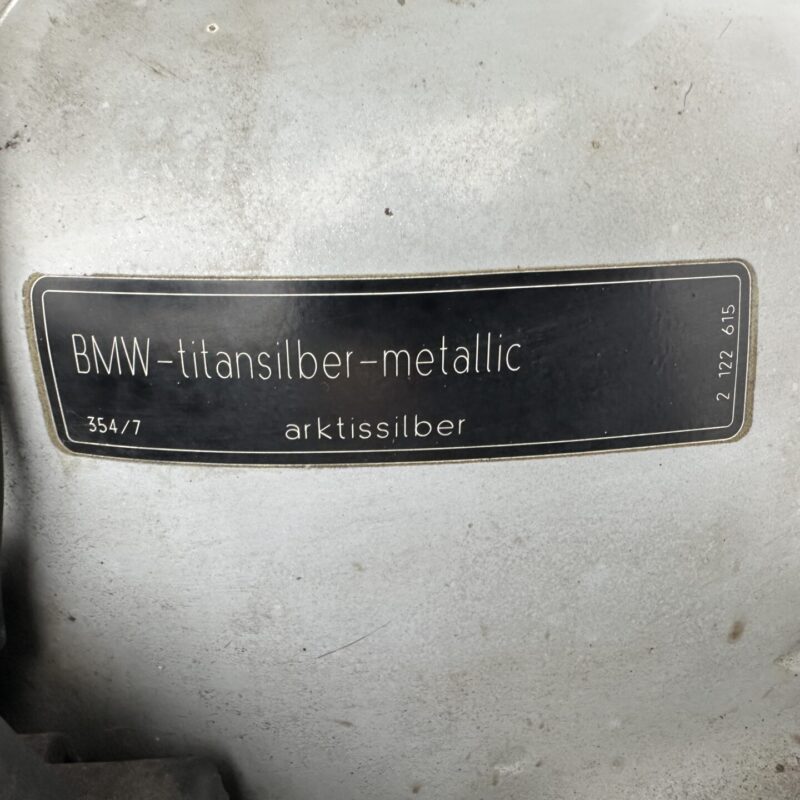 BMW-titansilber-metallic
354/7 arktissilber
2 122 615